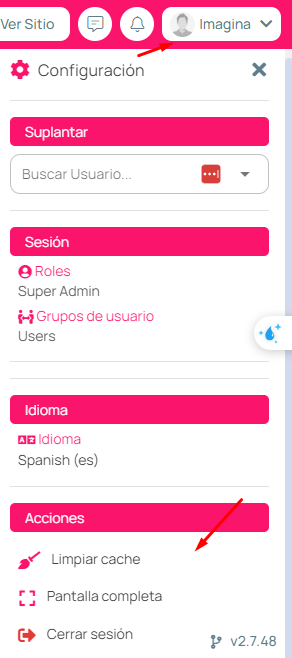 Ver Sitio
Imagina
Configuración
Suplantar
Buscar Usuario...
Sesión
Roles
Super Admin
Grupos de usuario
Users
Idioma
Idioma
Spanish (es)
Acciones
Limpiar cache
Pantalla completa
Cerrar sesión
v2.7.48